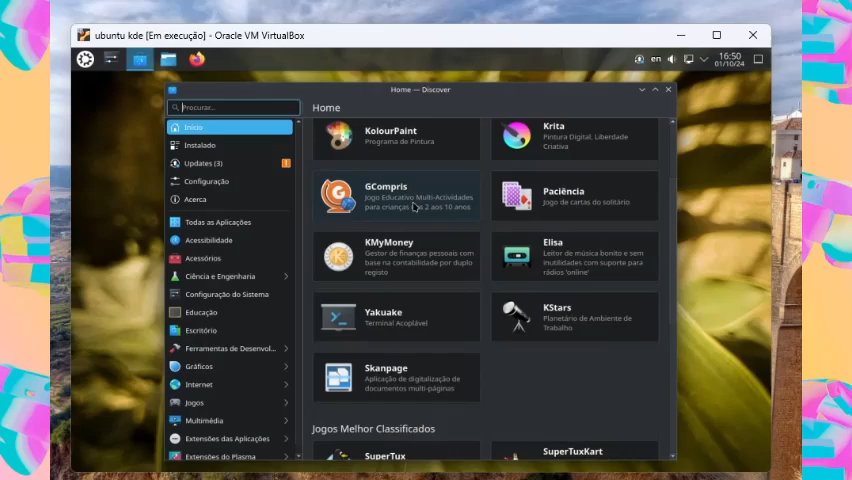 ubuntu kde [Em execução] - Oracle VM VirtualBox
en
16:50
01/10/24
Home — Discover
Procurar...
Home
Início
Instalado
Updates (3)
Configuração
Acerca
Todas as Aplicações
Acessibilidade
Acessórios
Ciência e Engenharia
Configuração do Sistema
Educação
Escritório
Ferramentas de Desenvol...
Gráficos
Internet
Jogos
Multimédia
Extensões das Aplicações
Extensões do Plasma
KolourPaint
Programa de Pintura
Krita
Pintura Digital, Liberdade
Criativa
GCompris
Jogo Educativo Multi-Actividades
para crianças dos 2 aos 10 anos
Paciência
Jogo de cartas do solitário
KMyMoney
Gestor de finanças pessoais com
base na contabilidade por duplo
registo
Elisa
Leitor de música bonito e sem
inutilidades com suporte para
rádios 'online'
Yakuake
Terminal Acoplável
KStars
Planetário de Ambiente de
Trabalho
Skanpage
Aplicação de digitalização de
documentos multi-páginas
Jogos Melhor Classificados
SuperTux
SuperTuxKart